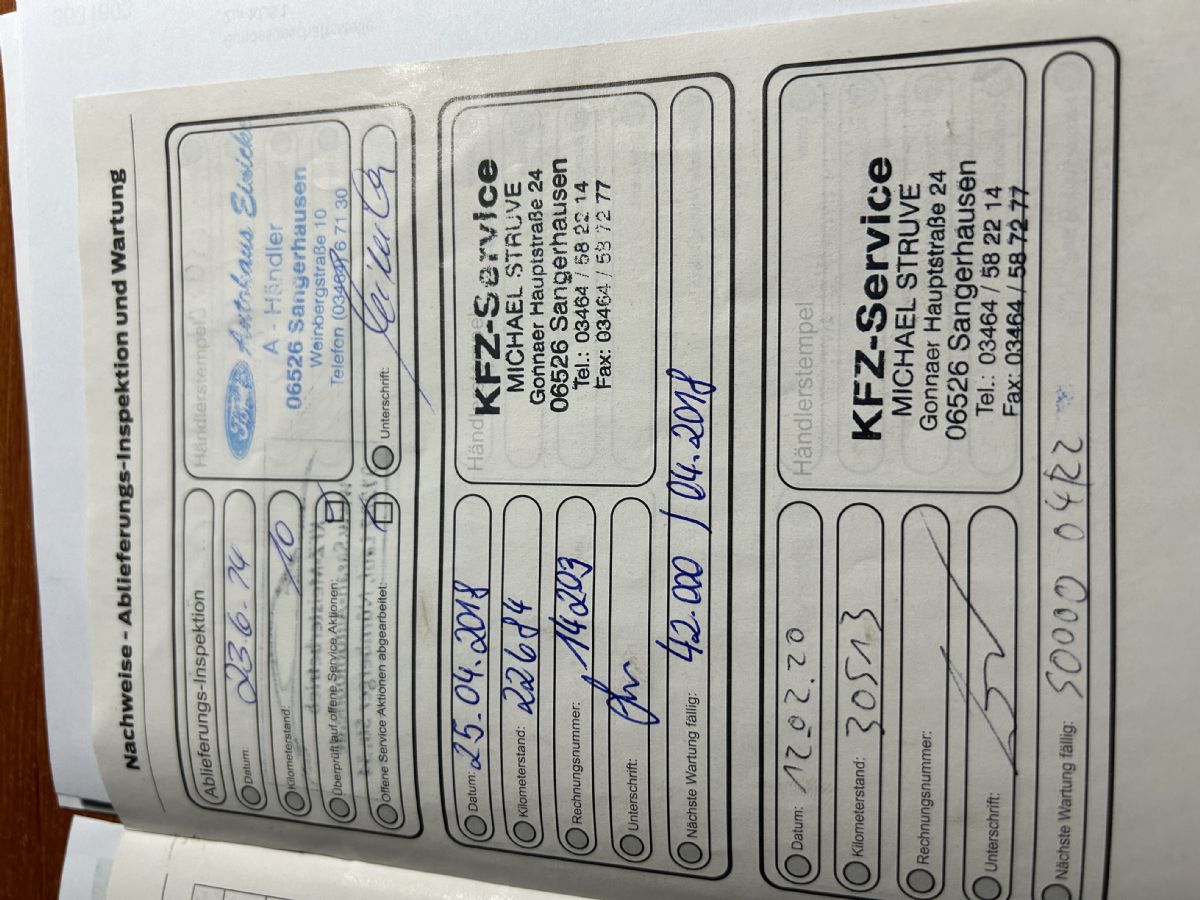 Nachweise - Ablieferungs-Inspektion und Wartung
Ablieferungs-Inspektion
Datum: 23.6.14
Kilometerstand: 10
Überprüft auf offene Service Aktionen:
Offene Service Aktionen abgearbeitet:
Händlerstempel
Ford Autohaus Eisicke
A - Händler
06526 Sangerhausen
Weinbergstraße 10
Telefon
Unterschrift:
Datum: 25.04.2018
Kilometerstand: 22684
Rechnungsnummer: 14203
Unterschrift:
Nächste Wartung fällig: 42.000 / 04.2018
KFZ-Service
MICHAEL STRUVE
Gonnaer Hauptstraße 24
06526 Sangerhausen
Tel.: 03464 / 58 22 14
Fax: 03464 / 58 72 77
Datum: 12.02.20
Kilometerstand: 30513
Rechnungsnummer:
Unterschrift:
Nächste Wartung fällig: 50000
Händlerstempel
KFZ-Service
MICHAEL STRUVE
Gonnaer Hauptstraße 24
06526 Sangerhausen
Tel.: 03464 / 58 22 14
Fax: 03464 / 58 72 77